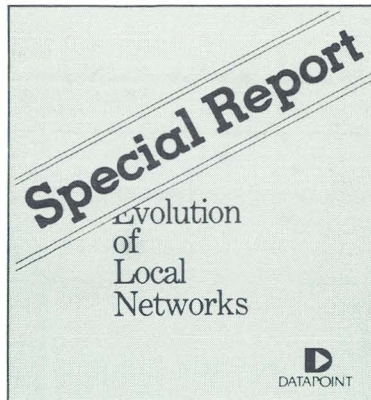 Special Report
Evolution
of
Local
Networks
DATAPOINT